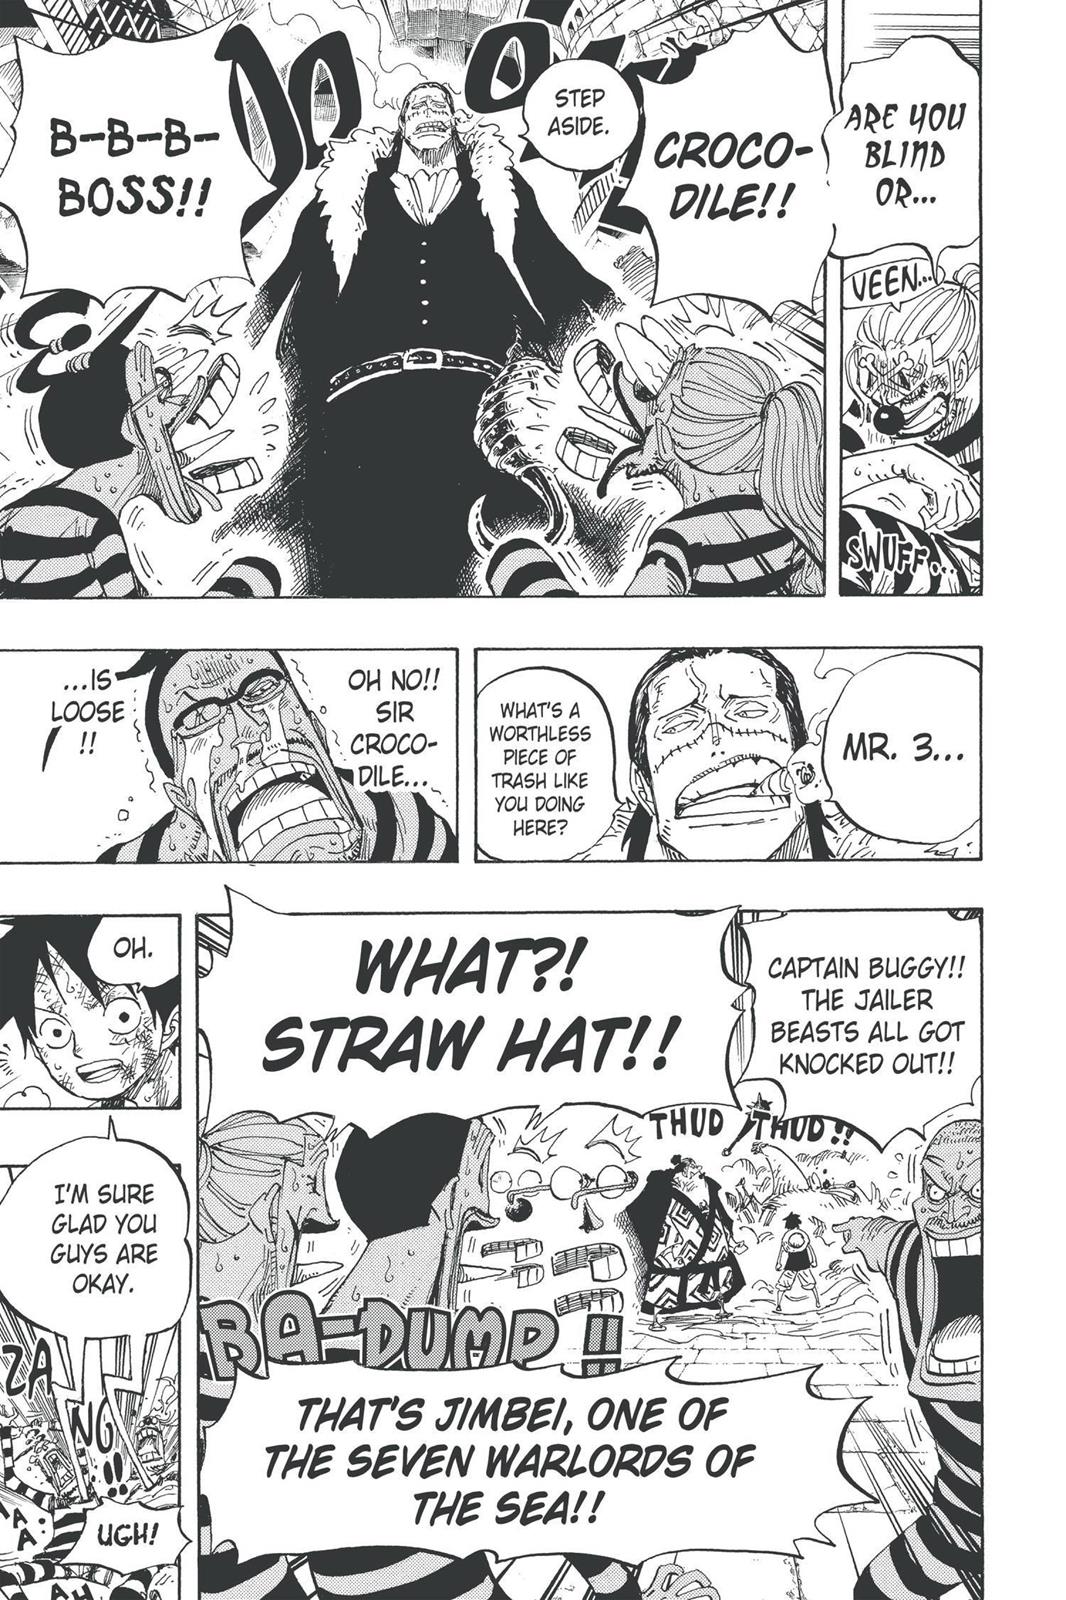 ARE YOU
BLIND
OR...
VEEN...
SWUFF...
CROCO-
DILE!!
STEP
ASIDE.
B-B-B-
BOSS!!
MR. 3...
WHAT'S A
WORTHLESS
PIECE OF
TRASH LIKE
YOU DOING
HERE?
OH NO!!
SIR
CROCO-
DILE...
...IS
LOOSE
!!
CAPTAIN BUGGY!!
THE JAILER
BEASTS ALL GOT
KNOCKED OUT!!
THUD THUD!!
WHAT?!
STRAW HAT!!
BA-DUMP!!
THAT'S JIMBEI, ONE OF
THE SEVEN WARLORDS OF
THE SEA!!
OH.
I'M SURE
GLAD YOU
GUYS ARE
OKAY.
UGH!